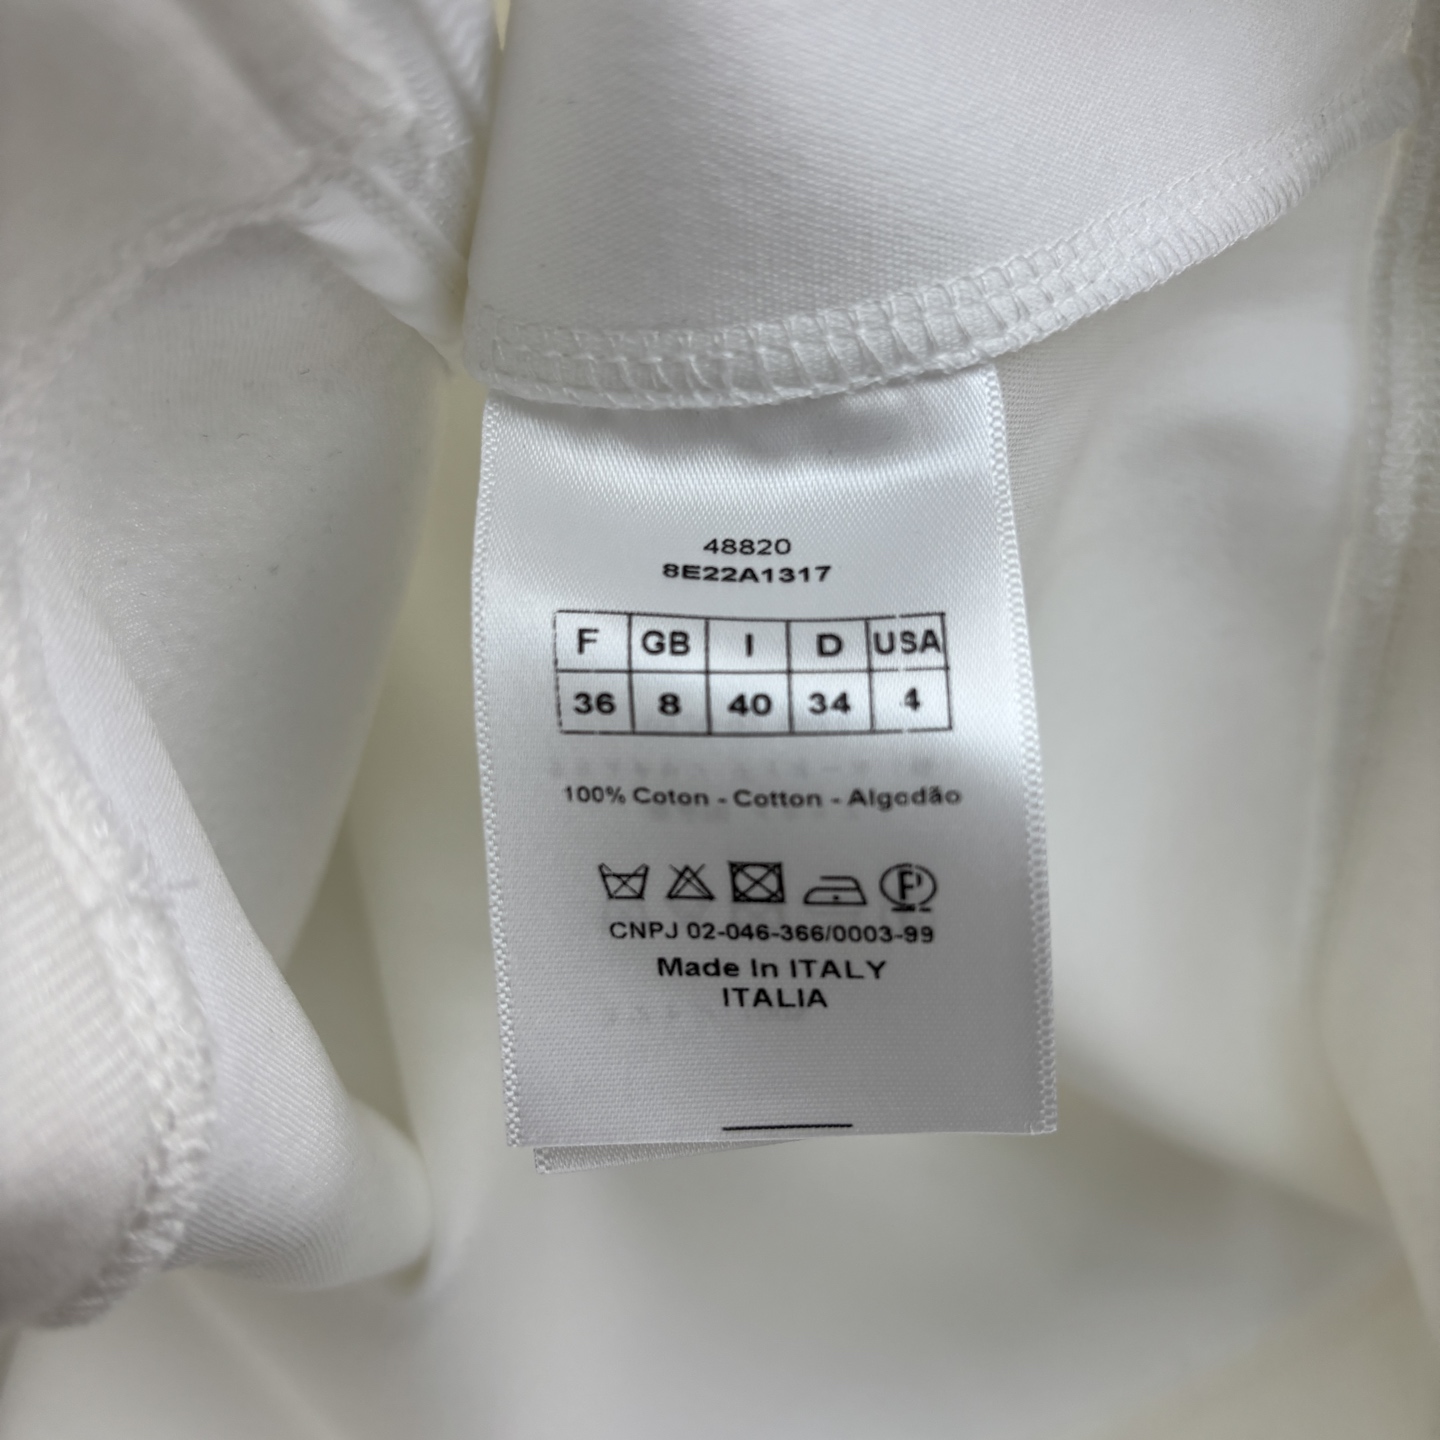 48820
8E22A1317
F GB I D USA
36 8 40 34 4
100% Coton - Cotton - Algodão
P
CNPJ 02-046-366/0003-99
Made In ITALY
ITALIA